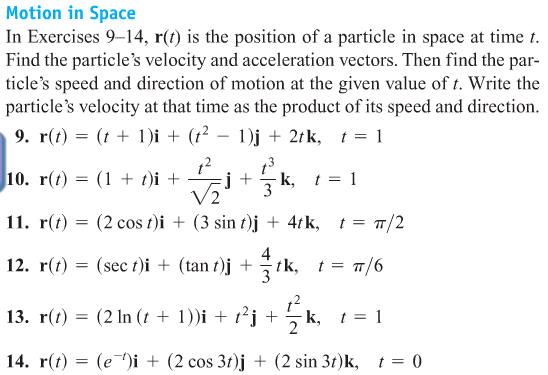 Motion in Space
In Exercises 9–14, r(t) is the position of a particle in space at time t.
Find the particle's velocity and acceleration vectors. Then find the par-
ticle's speed and direction of motion at the given value of t. Write the
particle's velocity at that time as the product of its speed and direction.
9. r(t) = (t + 1)i + (t² − 1)j + 2tk, t = 1
10. r(t) = (1 + t)i + t²/√2 j + t³/3 k, t = 1
11. r(t) = (2 cos t)i + (3 sin t)j + 4tk, t = π/2
12. r(t) = (sec t)i + (tan t)j + 4/3 tk, t = π/6
13. r(t) = (2 ln (t + 1))i + t²j + t²/2 k, t = 1
14. r(t) = (e⁻ᵗ)i + (2 cos 3t)j + (2 sin 3t)k, t = 0